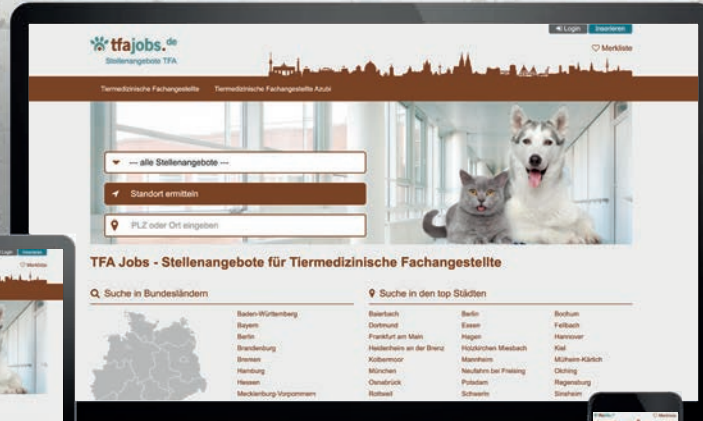 Login Inserieren
tfajobs.de
Stellenangebote TFA
Merkliste
Tiermedizinische Fachangestellte Tiermedizinische Fachangestellte Azubi
--- alle Stellenangebote ---
Standort ermitteln
PLZ oder Ort eingeben
TFA Jobs - Stellenangebote für Tiermedizinische Fachangestellte
Suche in Bundesländern
Baden-Württemberg
Bayern
Berlin
Brandenburg
Bremen
Hamburg
Hessen
Mecklenburg-Vorpommern
Suche in den top Städten
Baierbach Berlin Bochum
Dortmund Essen Fellbach
Frankfurt am Main Hagen Hannover
Heidenheim an der Brenz Holzkirchen Miesbach Kiel
Kolbermoor Mannheim Mülheim-Kärlich
München Neufahrn bei Freising Olching
Osnabrück Potsdam Regensburg
Rottweil Schwerin Sinsheim
Login Inserieren
Merkliste
Merkliste